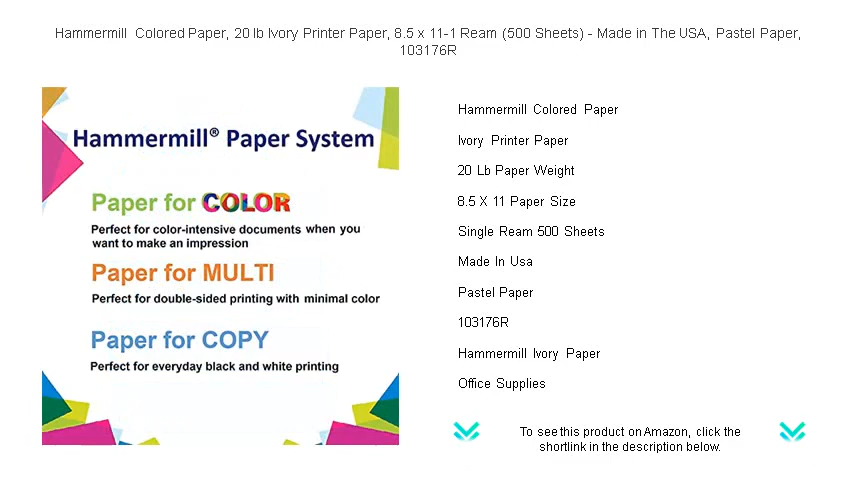 Hammermill Colored Paper, 20 lb Ivory Printer Paper, 8.5 x 11-1 Ream (500 Sheets) - Made in The USA, Pastel Paper,
103176R
Hammermill® Paper System
Paper for COLOR
Perfect for color-intensive documents when you
want to make an impression
Paper for MULTI
Perfect for double-sided printing with minimal color
Paper for COPY
Perfect for everyday black and white printing
Hammermill Colored Paper
Ivory Printer Paper
20 Lb Paper Weight
8.5 X 11 Paper Size
Single Ream 500 Sheets
Made In Usa
Pastel Paper
103176R
Hammermill Ivory Paper
Office Supplies
To see this product on Amazon, click the
shortlink in the description below.